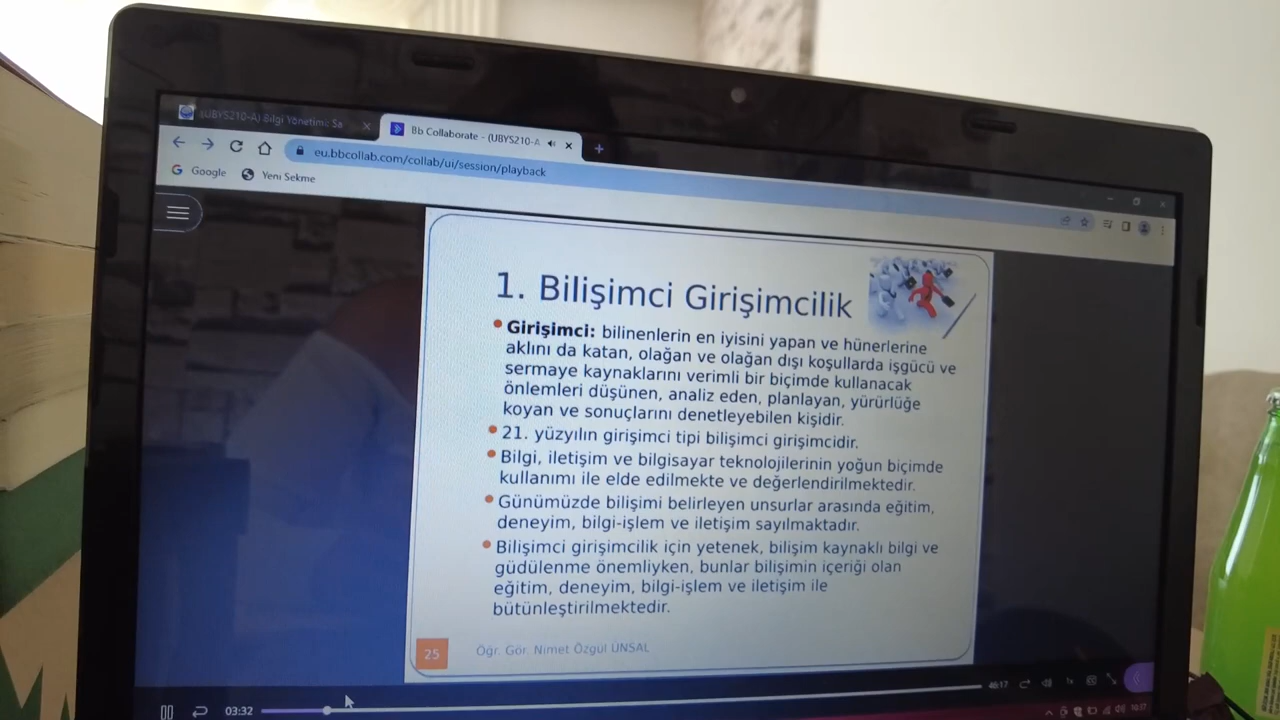 (UBYS210-A) Bilgi Yönetimi: Sa
Bb Collaborate - (UBYS210-A
eu.bbcollab.com/collab/ui/session/playback
Google Yeni Sekme
1. Bilişimci Girişimcilik
Girişimci: bilinenlerin en iyisini yapan ve hünerlerine
aklını da katan, olağan ve olağan dışı koşullarda işgücü ve
sermaye kaynaklarını verimli bir biçimde kullanacak
önlemleri düşünen, analiz eden, planlayan, yürürlüğe
koyan ve sonuçlarını denetleyebilen kişidir.
21. yüzyılın girişimci tipi bilişimci girişimcidir.
Bilgi, iletişim ve bilgisayar teknolojilerinin yoğun biçimde
kullanımı ile elde edilmekte ve değerlendirilmektedir.
Günümüzde bilişimi belirleyen unsurlar arasında eğitim,
deneyim, bilgi-işlem ve iletişim sayılmaktadır.
Bilişimci girişimcilik için yetenek, bilişim kaynaklı bilgi ve
güdülenme önemliyken, bunlar bilişimin içeriği olan
eğitim, deneyim, bilgi-işlem ve iletişim ile
bütünleştirilmektedir.
25 Öğr. Gör. Nimet Özgül ÜNSAL
03:32 46:17 1x
10:17